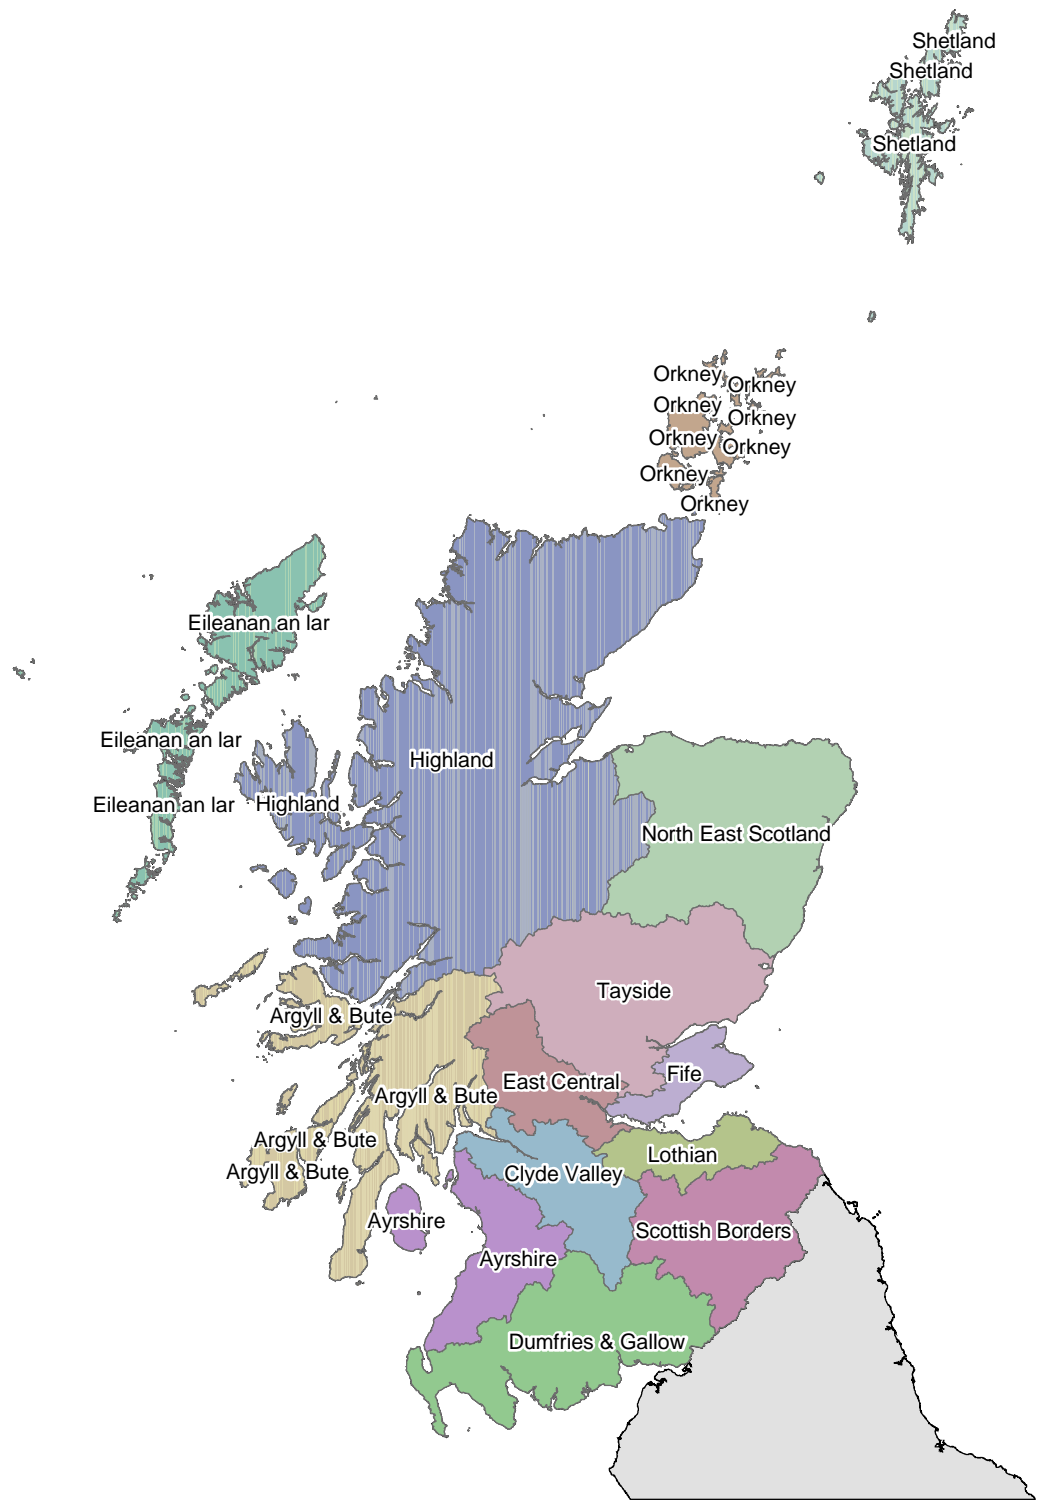 Shetland
Shetland
Shetland
Orkney
Orkney
Orkney
Orkney
Orkney
Orkney
Orkney
Orkney
Eileanan an Iar
Eileanan an Iar
Highland
Highland
Eileanan an Iar
North East Scotland
Tayside
Argyll & Bute
Fife
East Central
Argyll & Bute
Argyll & Bute
Lothian
Argyll & Bute
Clyde Valley
Ayrshire
Scottish Borders
Ayrshire
Dumfries & Gallow